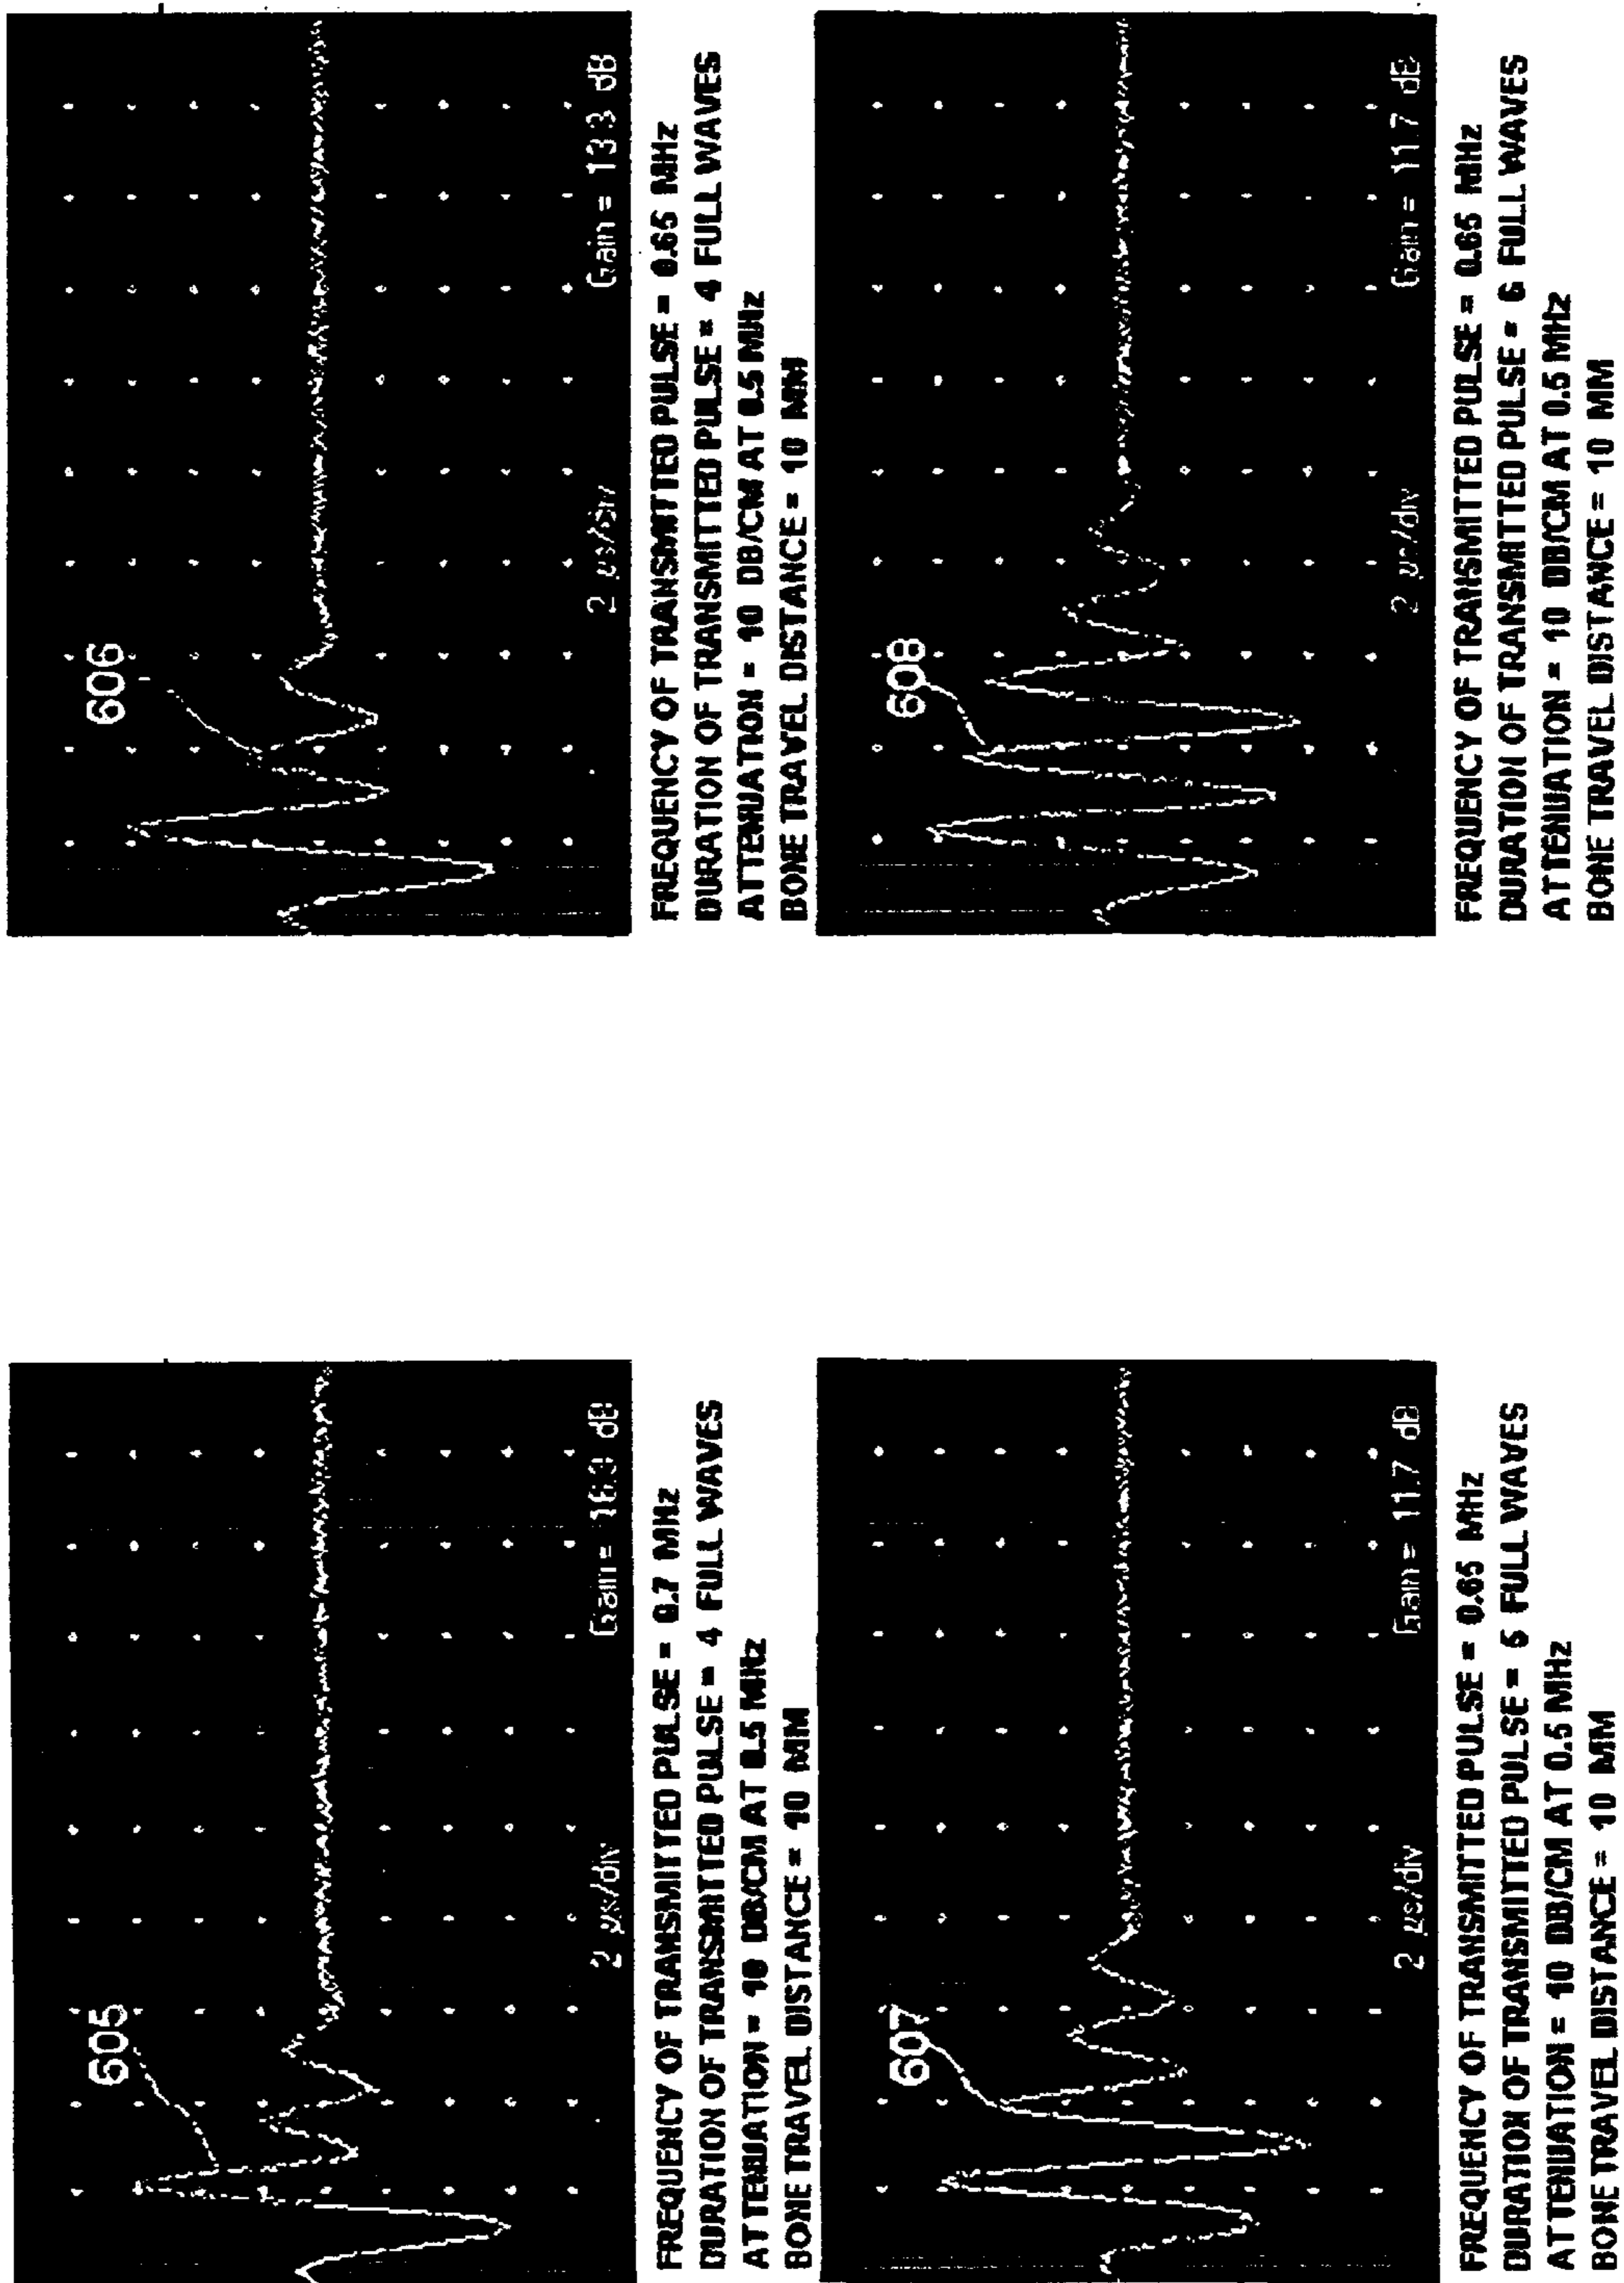 605
2 µs/div Gain = dB
FREQUENCY OF TRANSMITTED PULSE = 0.7 MHz
DURATION OF TRANSMITTED PULSE = 4 FULL WAVES
ATTENUATION = 10 DB/CM AT 0.5 MHz
BONE TRAVEL DISTANCE = 10 MM
606
2 µs/div Gain = 13.3 dB
FREQUENCY OF TRANSMITTED PULSE = 0.65 MHz
DURATION OF TRANSMITTED PULSE = 4 FULL WAVES
ATTENUATION = 10 DB/CM AT 0.5 MHz
BONE TRAVEL DISTANCE = 10 MM
607
2 µs/div Gain = 11.7 dB
FREQUENCY OF TRANSMITTED PULSE = 0.65 MHz
DURATION OF TRANSMITTED PULSE = 5 FULL WAVES
ATTENUATION = 10 DB/CM AT 0.5 MHz
BONE TRAVEL DISTANCE = 10 MM
608
2 µs/div Gain = 11.7 dB
FREQUENCY OF TRANSMITTED PULSE = 0.65 MHz
DURATION OF TRANSMITTED PULSE = 6 FULL WAVES
ATTENUATION = 10 DB/CM AT 0.5 MHz
BONE TRAVEL DISTANCE = 10 MM